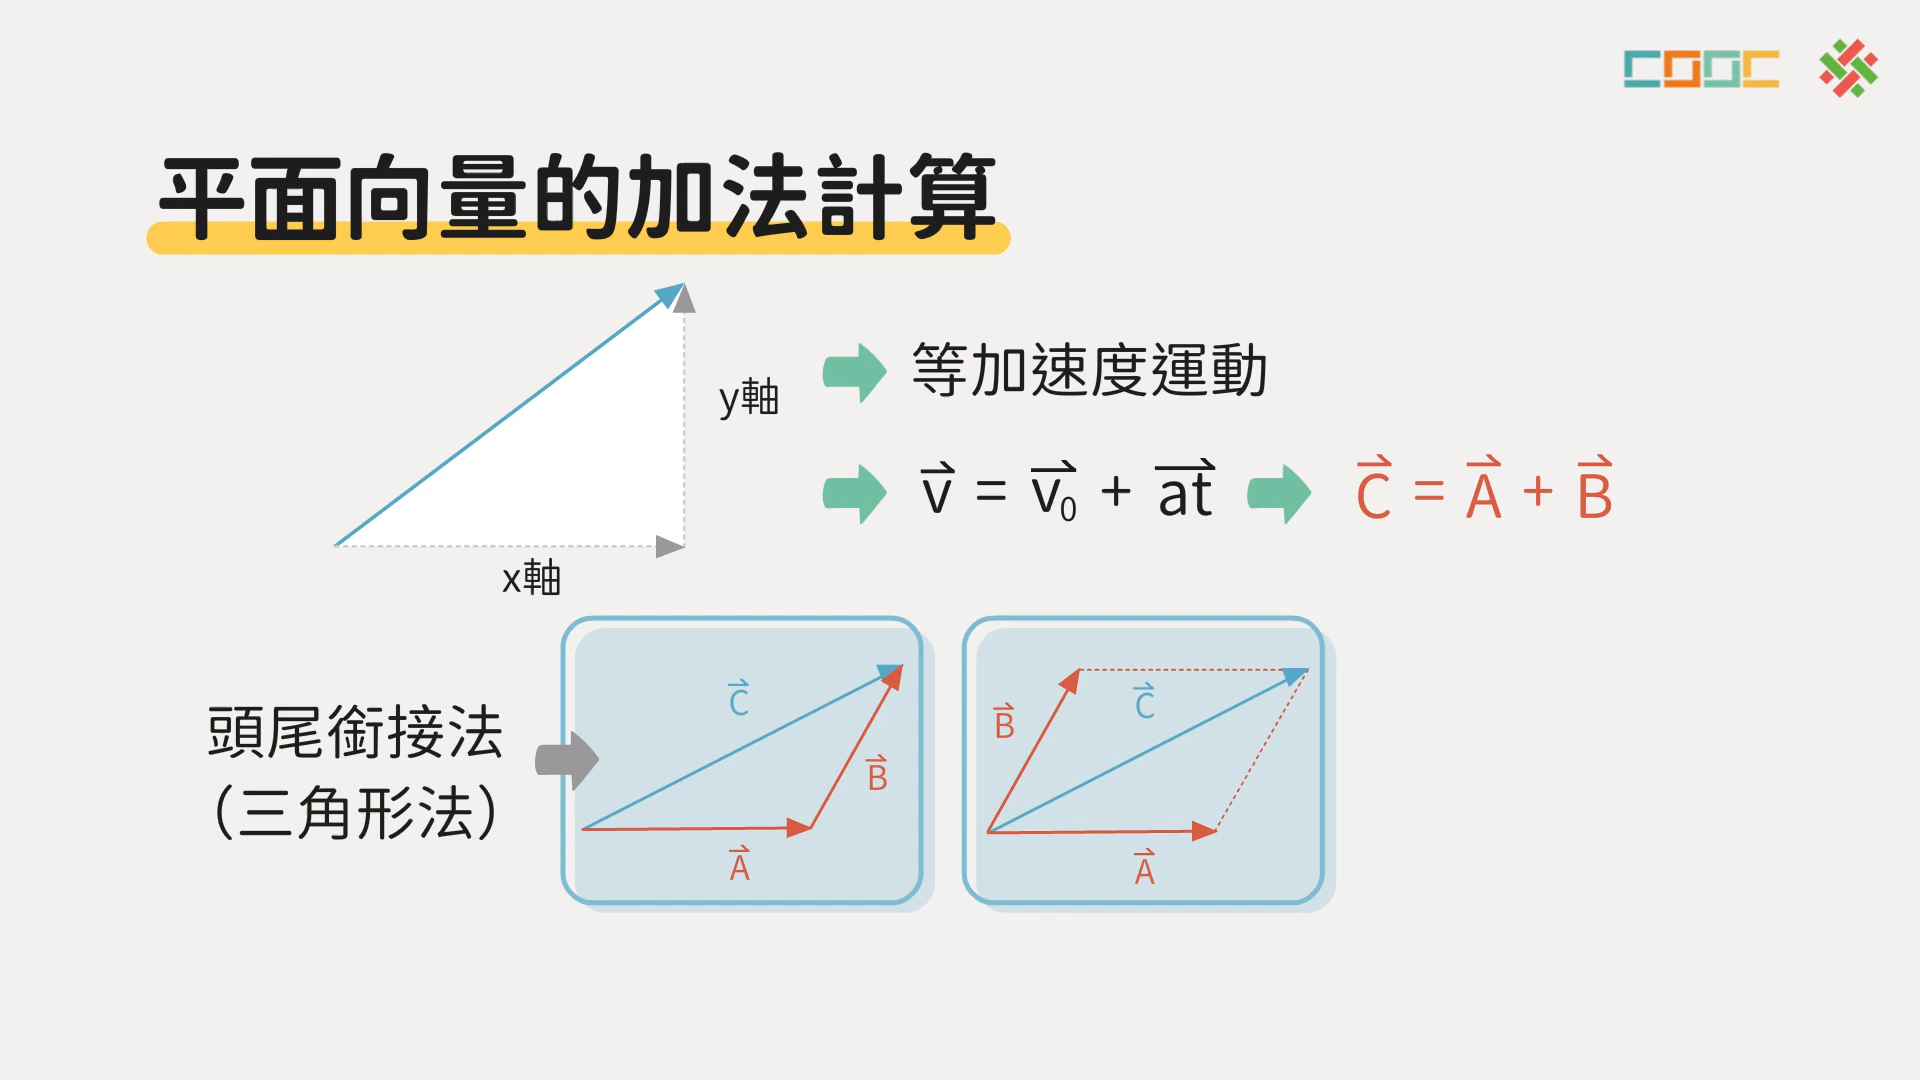 COOC
平面向量的加法計算
y軸
x軸
等加速度運動
v⃗ = v₀⃗ + at⃗
C⃗ = A⃗ + B⃗
頭尾銜接法
（三角形法）
C⃗
B⃗
A⃗
B⃗
C⃗
A⃗